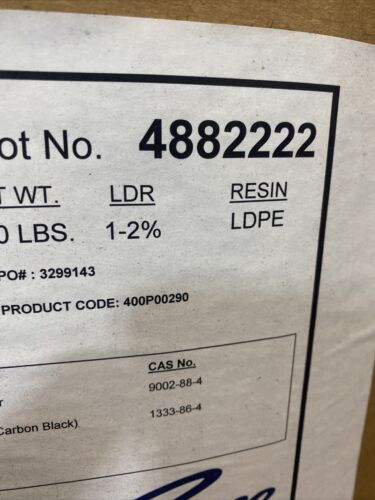 ot No. 4882222
T WT. LDR RESIN
0 LBS. 1-2% LDPE
PO# : 3299143
PRODUCT CODE: 400P00290
CAS No.
r 9002-88-4
Carbon Black) 1333-86-4